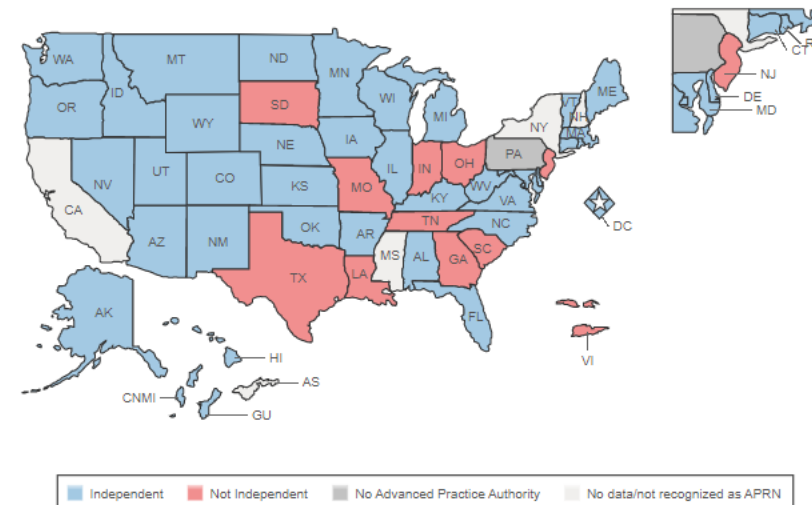 WA
MT
ND
MN
OR
ID
SD
WI
MI
ME
VT
NH
NY
MA
WY
NE
IA
IL
IN
OH
PA
NV
UT
CO
KS
MO
KY
WV
VA
CA
AZ
NM
OK
AR
TN
NC
SC
TX
LA
MS
AL
GA
FL
AK
HI
AS
CNMI
GU
CT
NJ
DE
MD
DC
VI
Independent
Not Independent
No Advanced Practice Authority
No data/not recognized as APRN